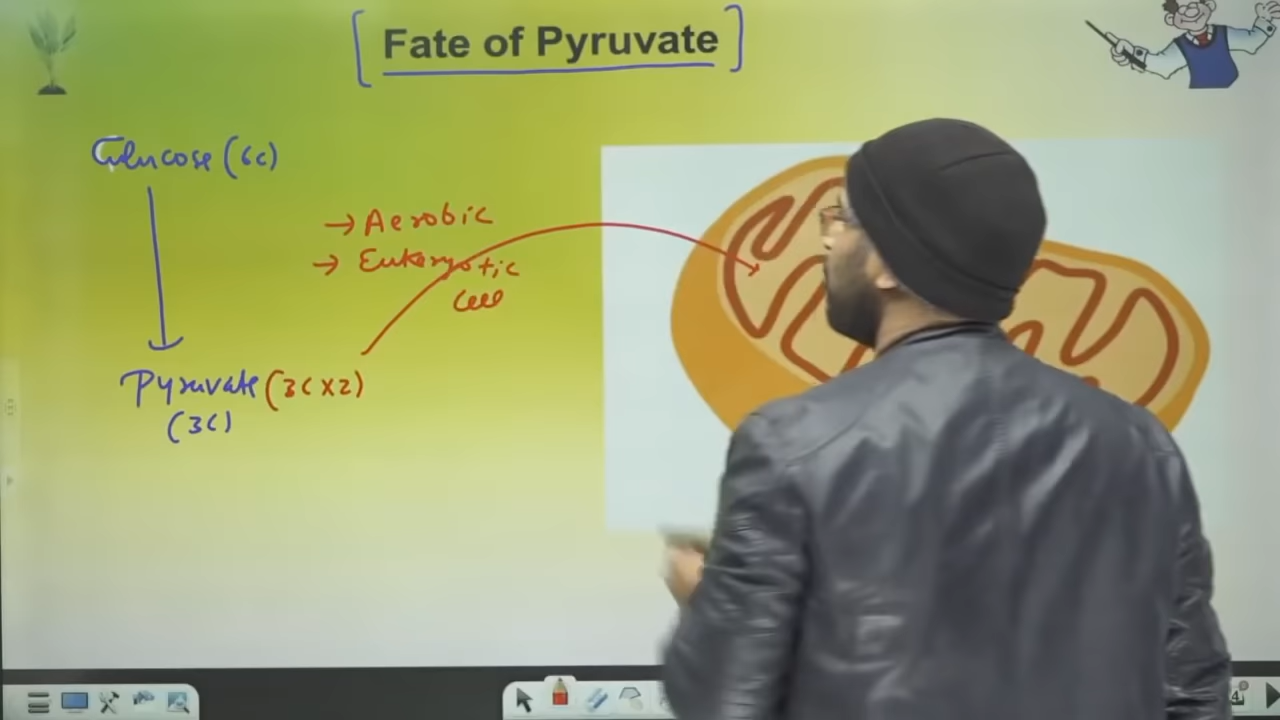 [Fate of Pyruvate]
Glucose (6C)
→ Aerobic
→ Eukaryotic
Cell
Pyruvate (3C×2)
(3C)